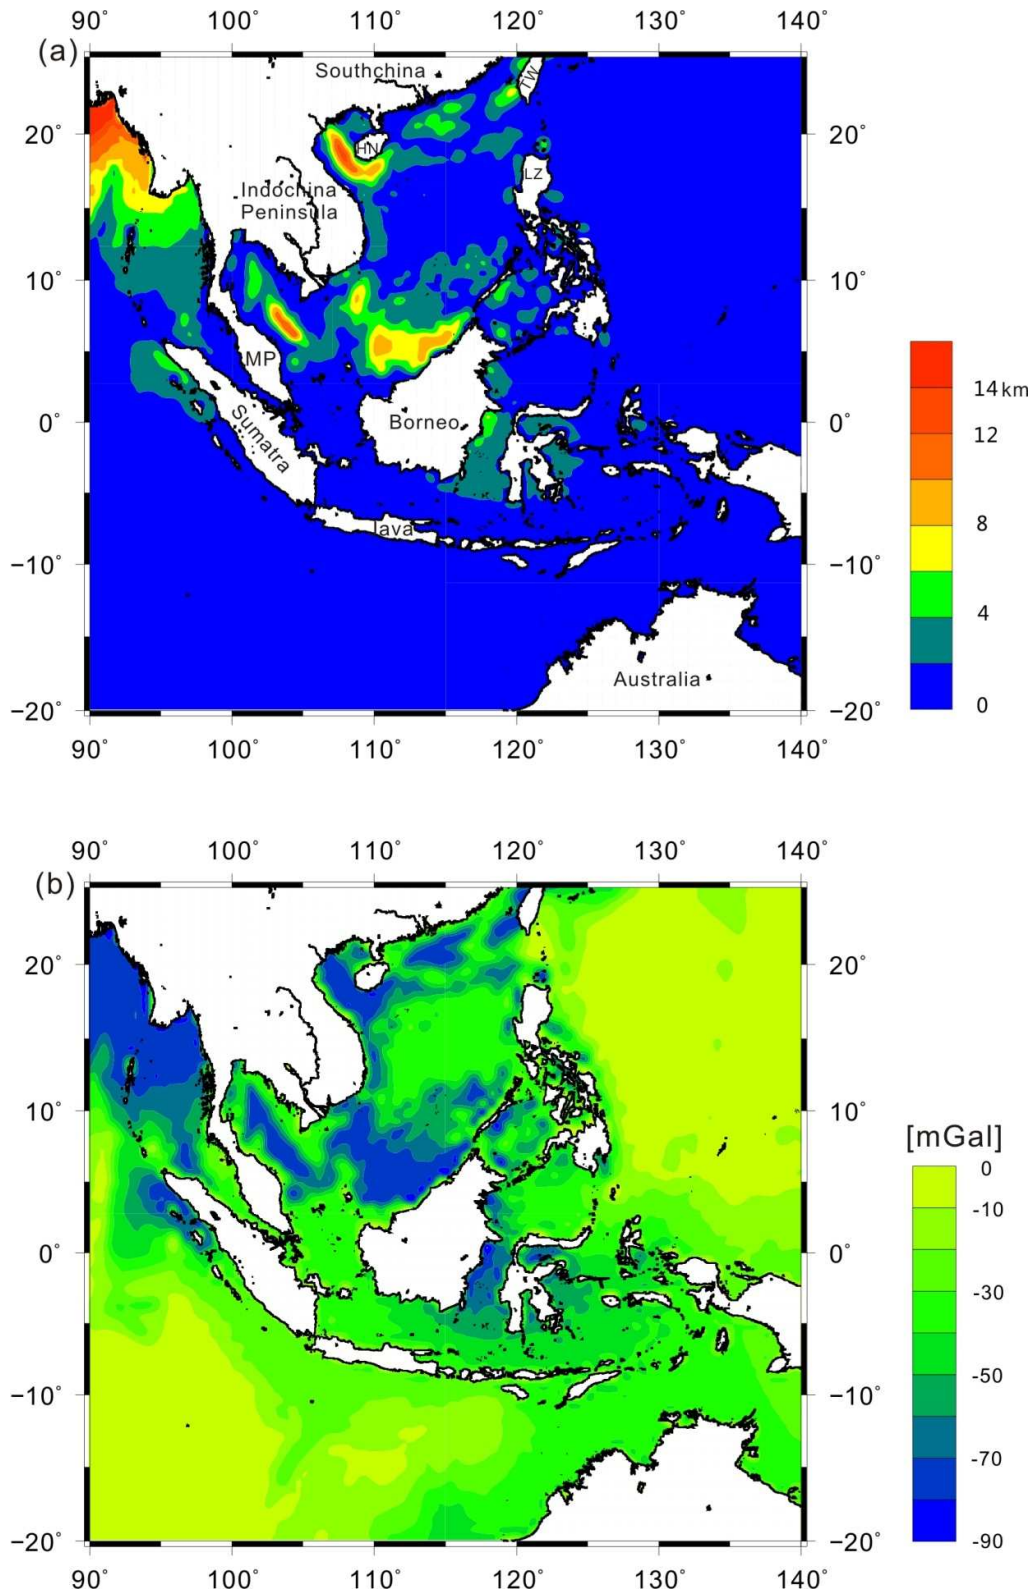 90° 100° 110° 120° 130° 140°
(a)
Southchina
TW
20° 20°
HN
LZ
Indochina
Peninsula
10° 10°
MP
14 km
0° Sumatra Borneo 0°
12
Java
8
−10° −10°
4
Australia
0
−20° −20°
90° 100° 110° 120° 130° 140°
90° 100° 110° 120° 130° 140°
(b)
20° 20°
10° 10°
[mGal]
0
-10
0° 0°
-30
-50
−10° −10°
-70
−20° −20°
-90
90° 100° 110° 120° 130° 140°